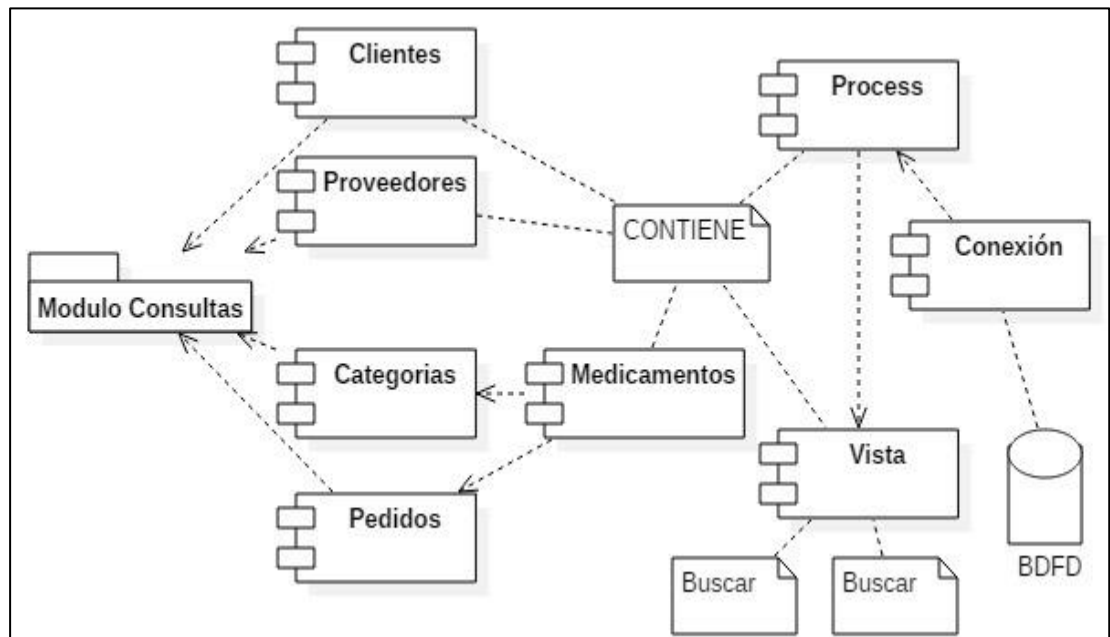 Clientes
Process
Proveedores
CONTIENE
Conexión
Modulo Consultas
Categorias
Medicamentos
Vista
Pedidos
Buscar
Buscar
BDFD